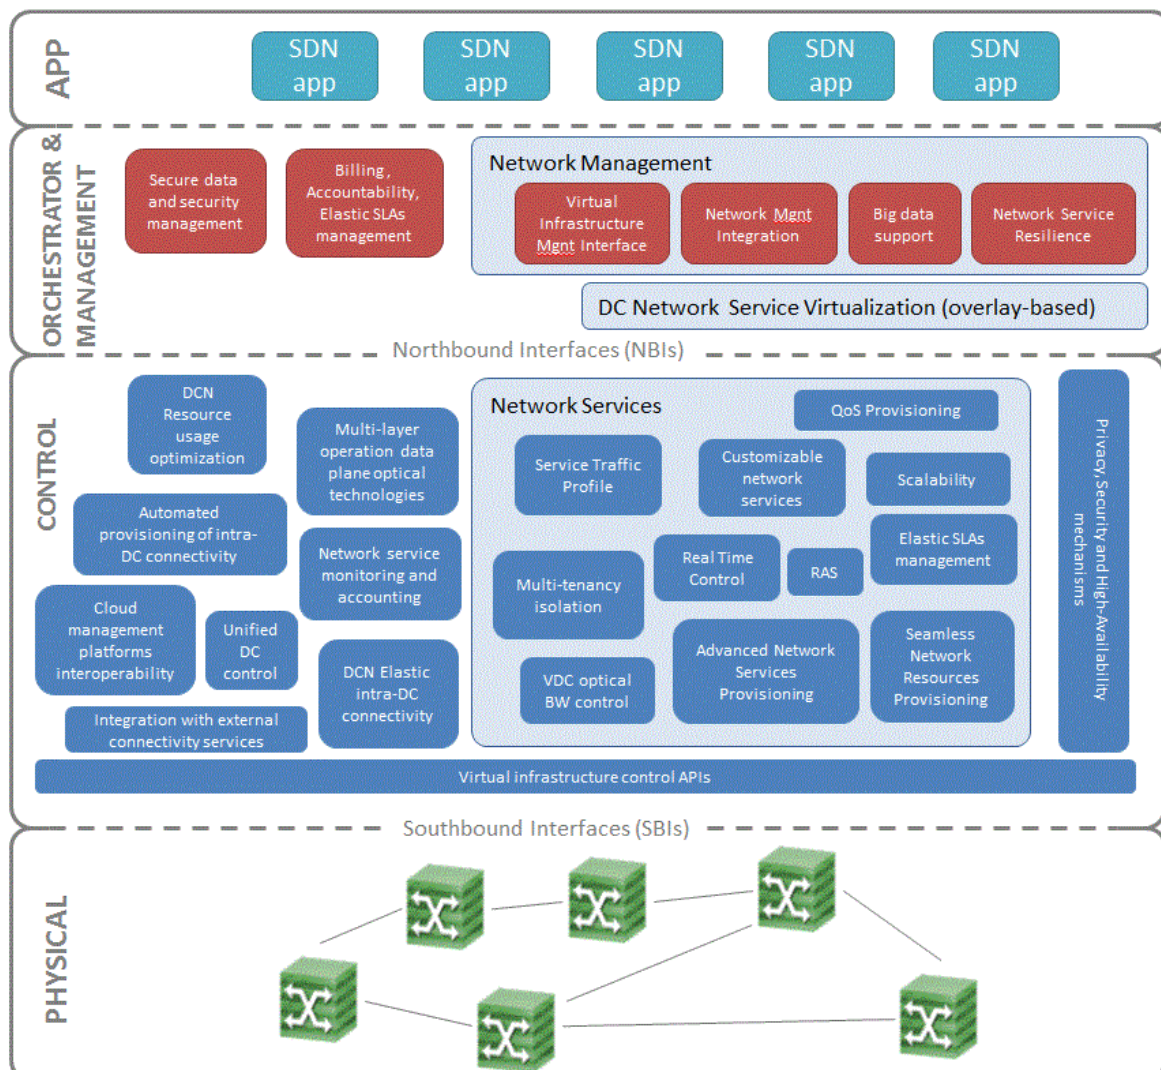 APP
SDN
app
SDN
app
SDN
app
SDN
app
SDN
app
ORCHESTRATOR &
MANAGEMENT
Secure data
and security
management
Billing,
Accountability,
Elastic SLAs
management
Network Management
Virtual
Infrastructure
Mgnt Interface
Network Mgnt
Integration
Big data
support
Network Service
Resilience
DC Network Service Virtualization (overlay-based)
Northbound Interfaces (NBIs)
CONTROL
DCN
Resource
usage
optimization
Multi-layer
operation data
plane optical
technologies
Automated
provisioning of intra-
DC connectivity
Network service
monitoring and
accounting
Cloud
management
platforms
interoperability
Unified
DC
control
DCN Elastic
intra-DC
connectivity
Integration with external
connectivity services
Network Services
QoS Provisioning
Service Traffic
Profile
Customizable
network
services
Scalability
Elastic SLAs
management
Real Time
Control
RAS
Multi-tenancy
isolation
VDC optical
BW control
Advanced Network
Services
Provisioning
Seamless
Network
Resources
Provisioning
Privacy, Security and High-Availability
mechanisms
Virtual infrastructure control APIs
Southbound Interfaces (SBIs)
PHYSICAL